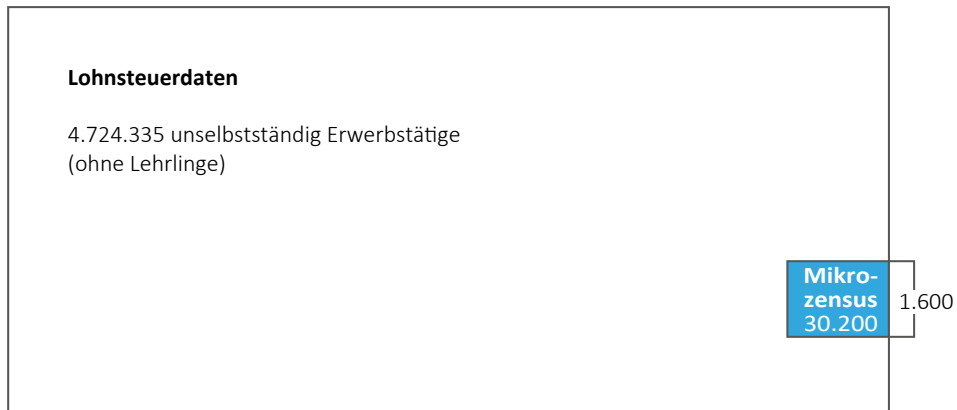 Lohnsteuerdaten
4.724.335 unselbstständig Erwerbstätige
(ohne Lehrlinge)
Mikro-
zensus
30.200
1.600